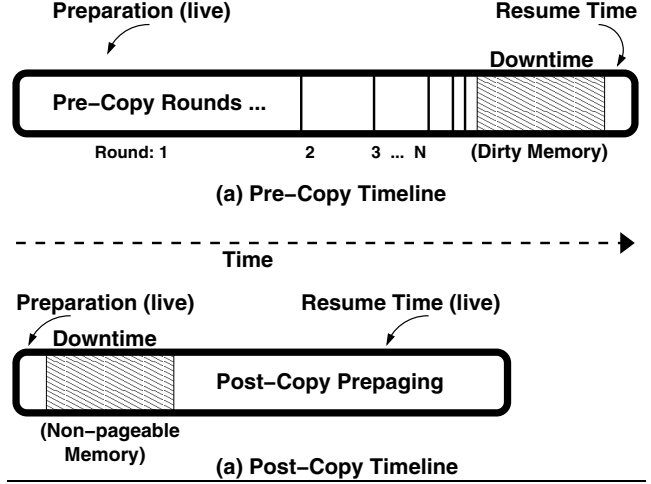 Preparation (live)
Resume Time
Downtime
Pre-Copy Rounds ...
Round: 1 2 3 ... N (Dirty Memory)
(a) Pre-Copy Timeline
Time
Preparation (live)
Resume Time (live)
Downtime
Post-Copy Prepaging
(Non-pageable
Memory)
(a) Post-Copy Timeline